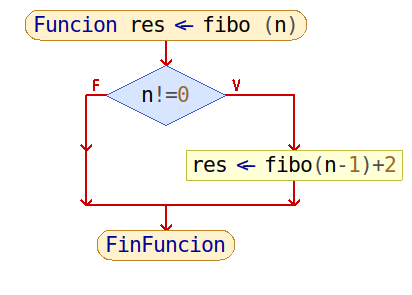 Funcion res <- fibo (n)
F
n!=0
V
res <- fibo(n-1)+2
FinFuncion